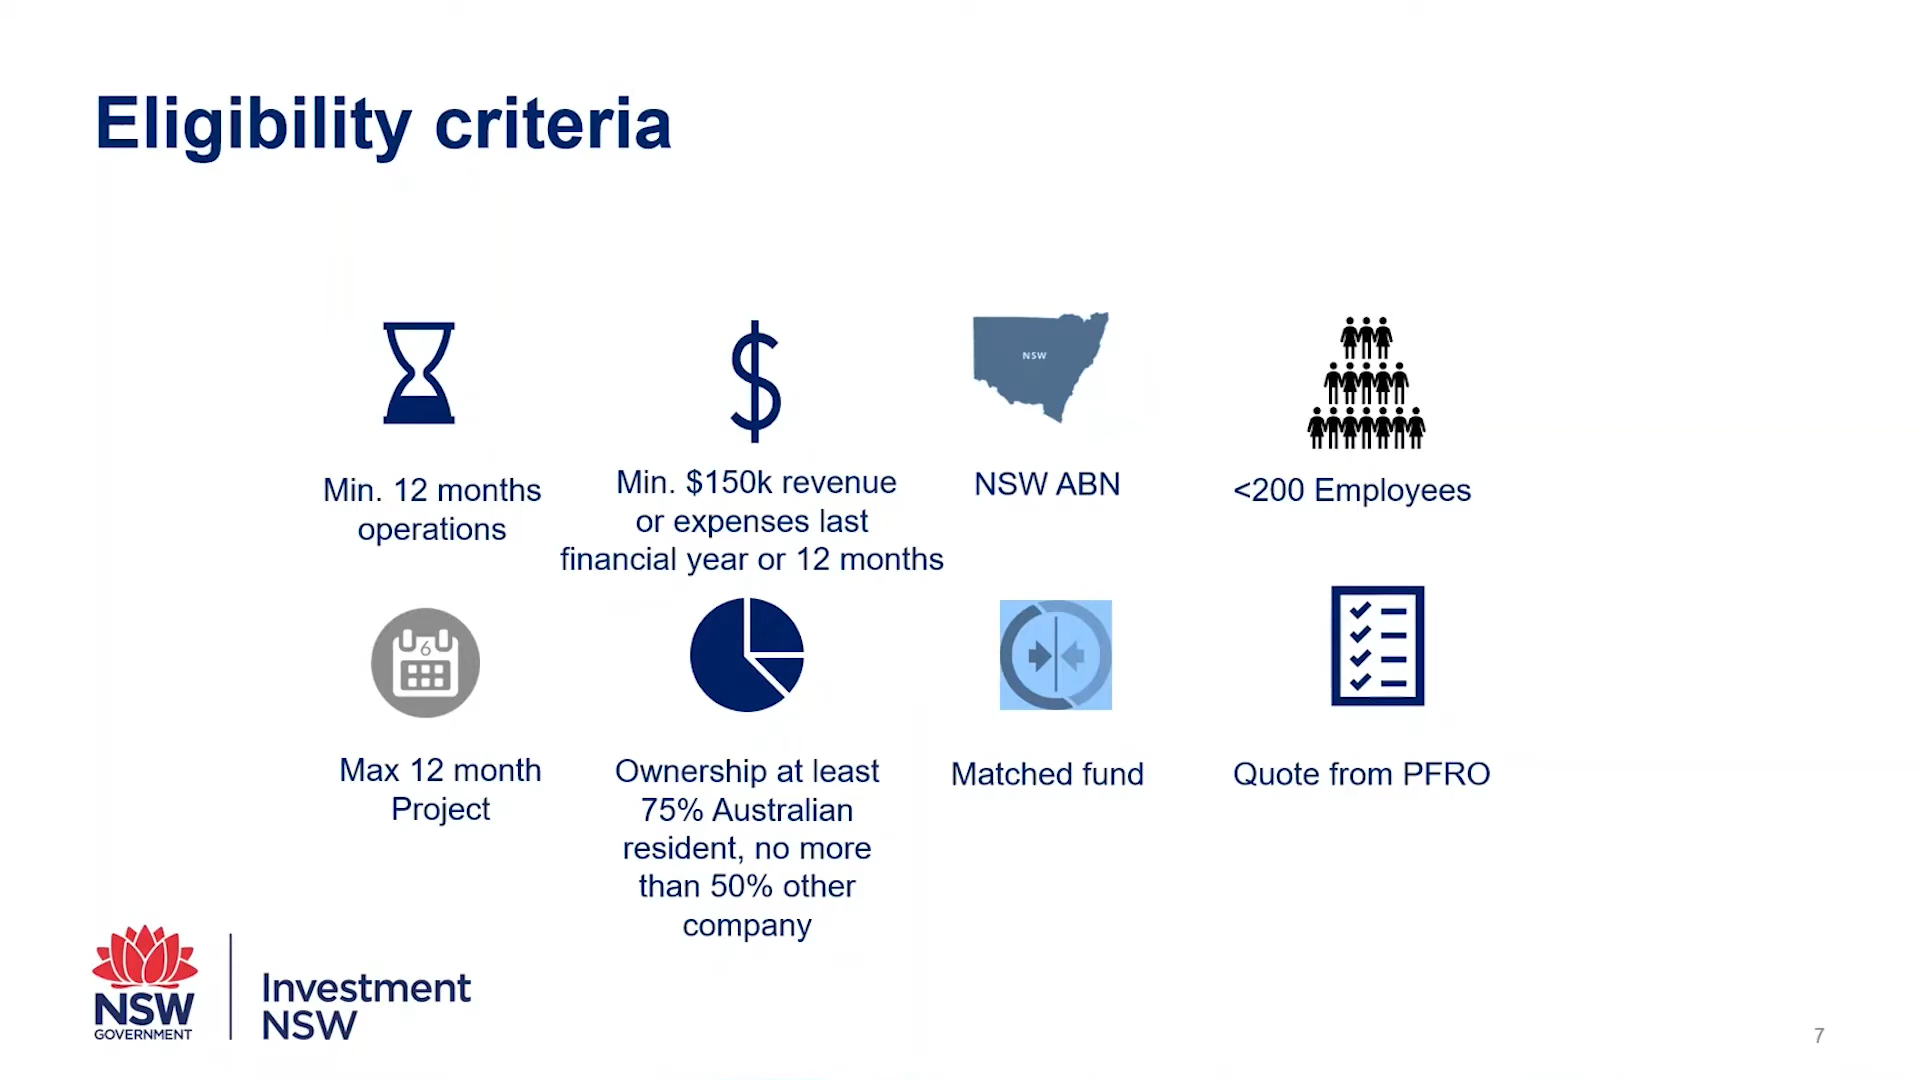 Eligibility criteria
NSW
Min. 12 months
operations
Min. $150k revenue
or expenses last
financial year or 12 months
NSW ABN
<200 Employees
6
Max 12 month
Project
Ownership at least
75% Australian
resident, no more
than 50% other
company
Matched fund
Quote from PFRO
NSW
GOVERNMENT
Investment
NSW
7